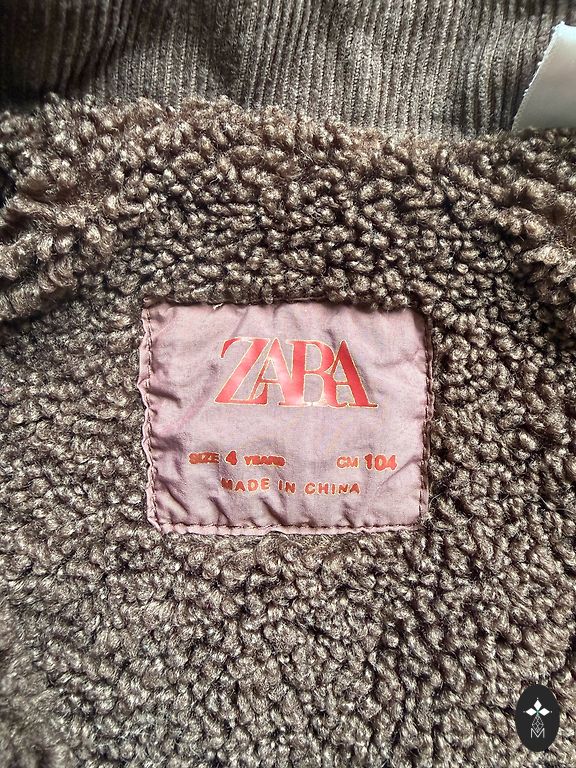 ZARA
SIZE 4 YEARS CM 104
MADE IN CHINA
M